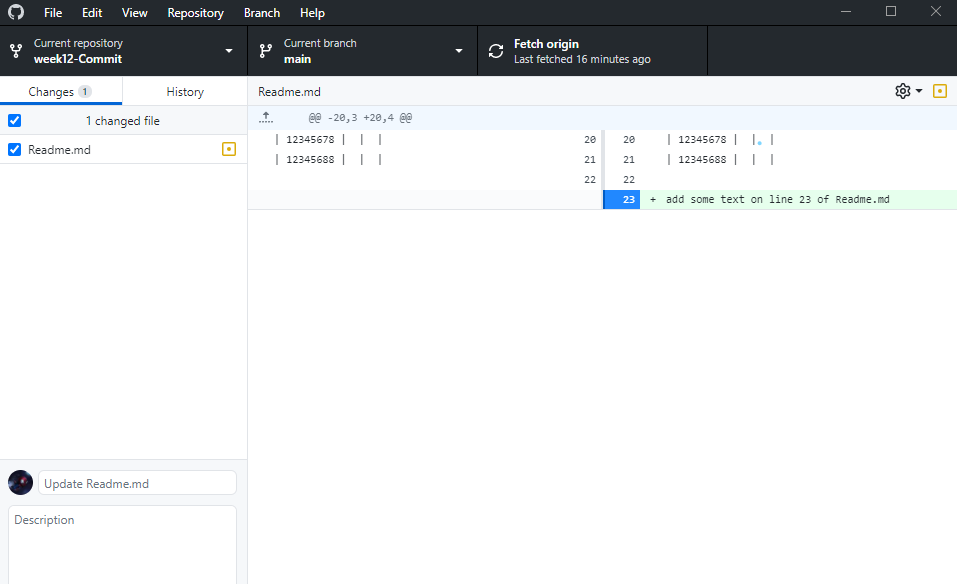 File Edit View Repository Branch Help
Current repository
week12-Commit
Current branch
main
Fetch origin
Last fetched 16 minutes ago
Changes 1 History
Readme.md
1 changed file
@@ -20,3 +20,4 @@
Readme.md
| 12345678 | | | 20 20 | 12345678 | | |
| 12345688 | | | 21 21 | 12345688 | | |
22 22
23 + add some text on line 23 of Readme.md
Update Readme.md
Description